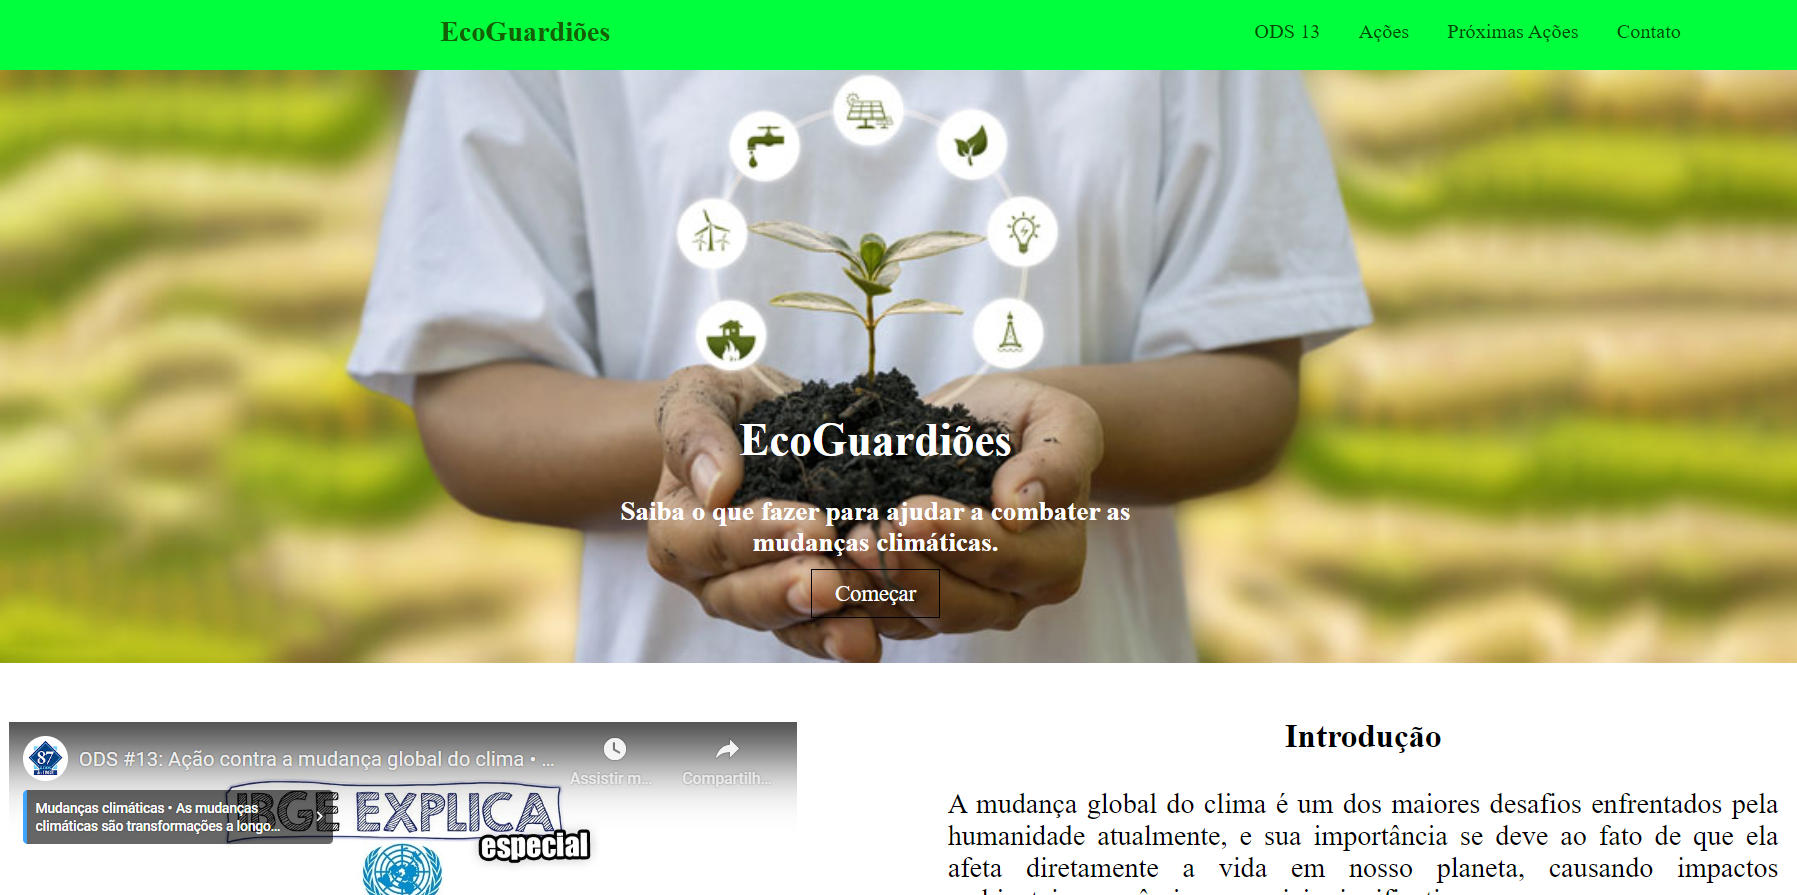 EcoGuardiões
ODS 13 Ações Próximas Ações Contato
EcoGuardiões
Saiba o que fazer para ajudar a combater as
mudanças climáticas.
Começar
87
ODS #13: Ação contra a mudança global do clima • ...
Assistir m...
Compartilh...
Mudanças climáticas • As mudanças
climáticas são transformações a longo...
IBGE EXPLICA
especial
Introdução
A mudança global do clima é um dos maiores desafios enfrentados pela
humanidade atualmente, e sua importância se deve ao fato de que ela
afeta diretamente a vida em nosso planeta, causando impactos